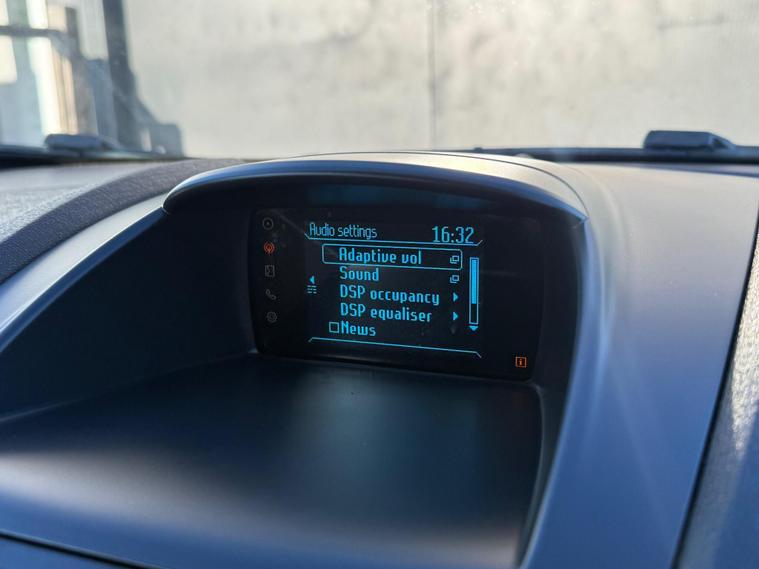 Audio settings 16:32
Adaptive vol
Sound
DSP occupancy
DSP equaliser
News
i